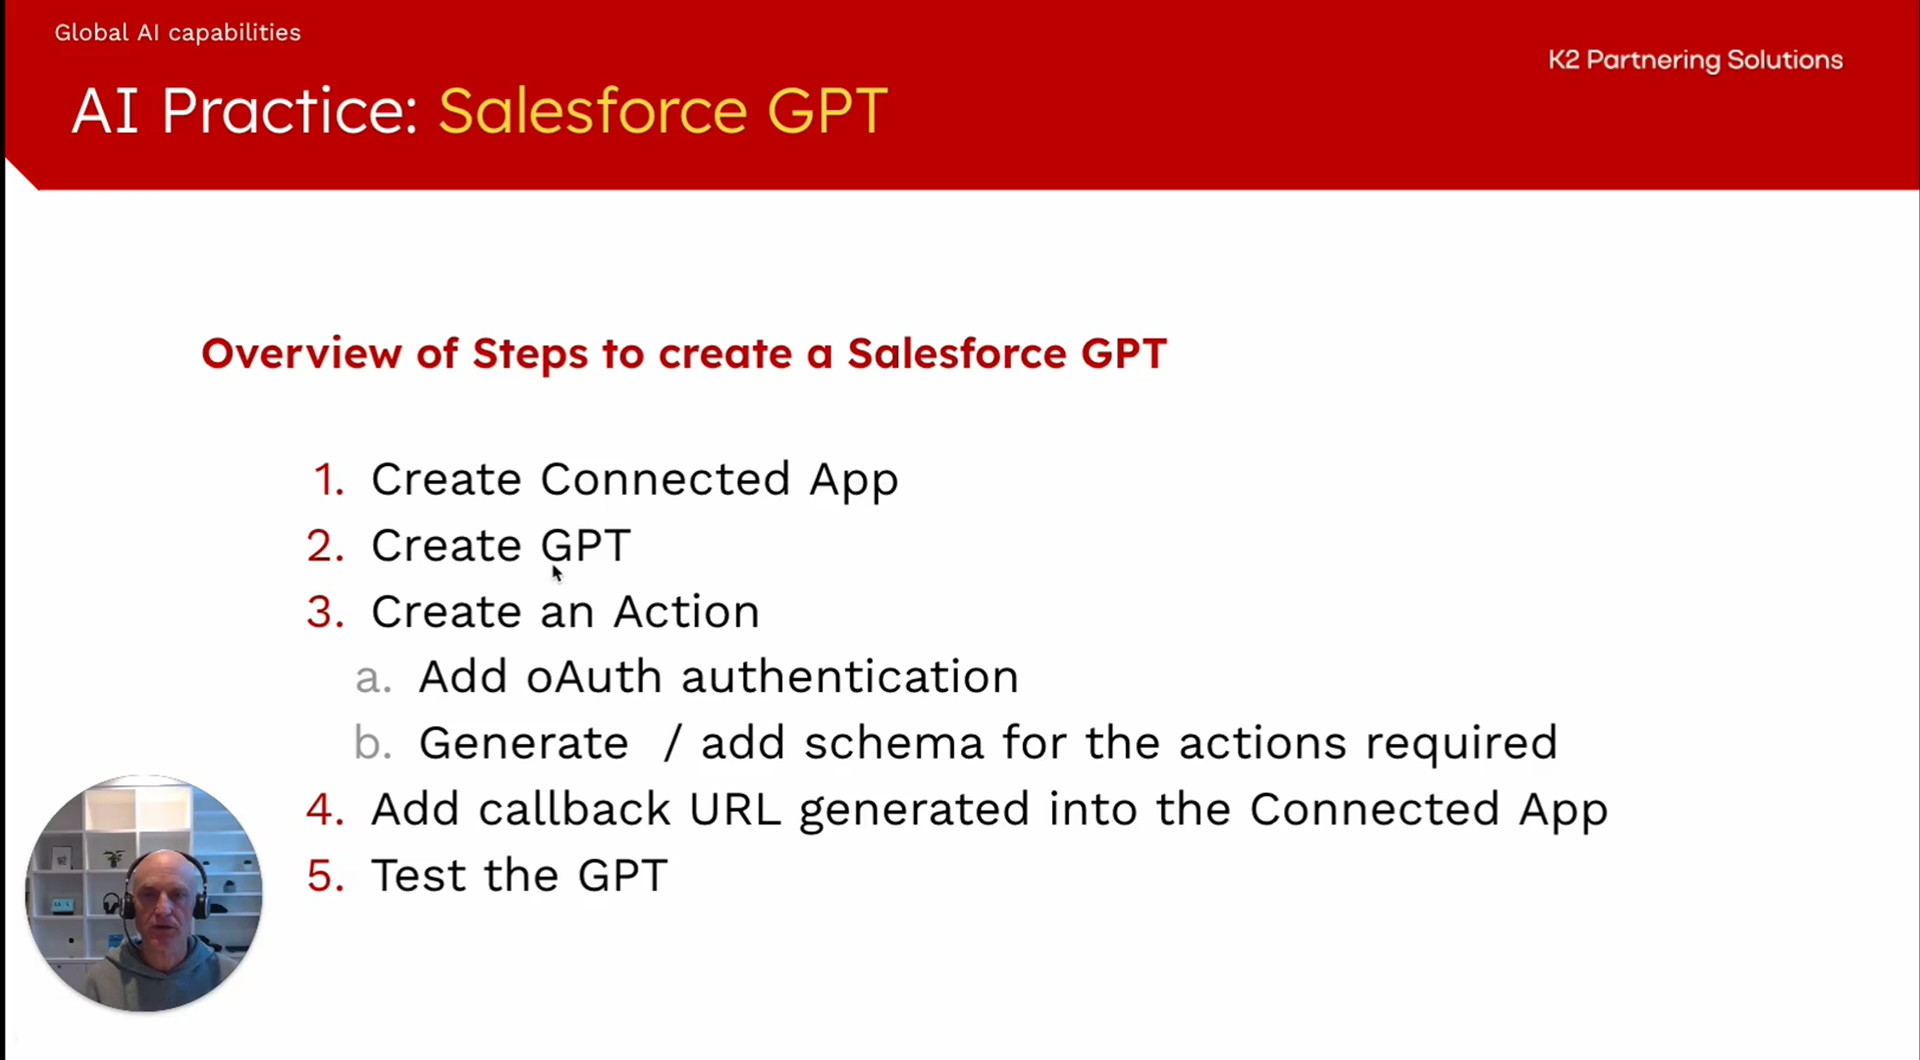 Global AI capabilities
K2 Partnering Solutions
AI Practice: Salesforce GPT
Overview of Steps to create a Salesforce GPT
1. Create Connected App
2. Create GPT
3. Create an Action
a. Add oAuth authentication
b. Generate  / add schema for the actions required
4. Add callback URL generated into the Connected App
5. Test the GPT